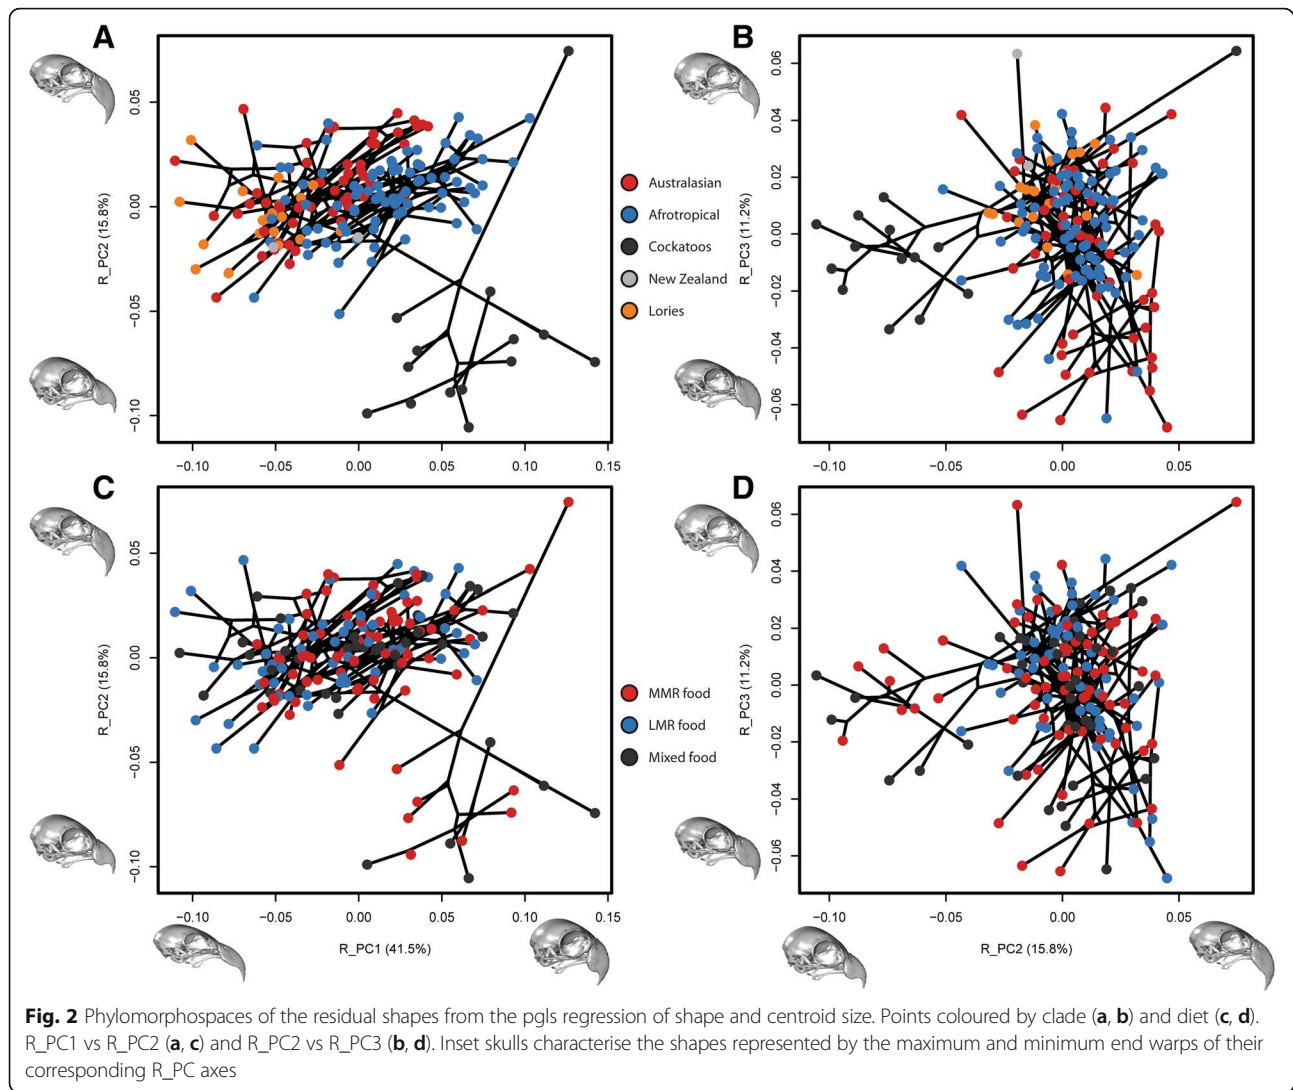 A
B
0.05
0.00
−0.05
−0.10
R_PC2 (15.8%)
−0.10
−0.05
0.00
0.05
0.10
0.15
Australasian
Afrotropical
Cockatoos
New Zealand
Lories
0.06
0.04
0.02
0.00
−0.02
−0.04
−0.06
R_PC3 (11.2%)
−0.10
−0.05
0.00
0.05
C
D
0.05
0.00
−0.05
−0.10
R_PC2 (15.8%)
−0.10
−0.05
0.00
0.05
0.10
0.15
R_PC1 (41.5%)
MMR food
LMR food
Mixed food
0.06
0.04
0.02
0.00
−0.02
−0.04
−0.06
R_PC3 (11.2%)
−0.10
−0.05
0.00
0.05
R_PC2 (15.8%)
Fig. 2 Phylomorphospaces of the residual shapes from the pgls regression of shape and centroid size. Points coloured by clade (a, b) and diet (c, d).
R_PC1 vs R_PC2 (a, c) and R_PC2 vs R_PC3 (b, d). Inset skulls characterise the shapes represented by the maximum and minimum end warps of their
corresponding R_PC axes